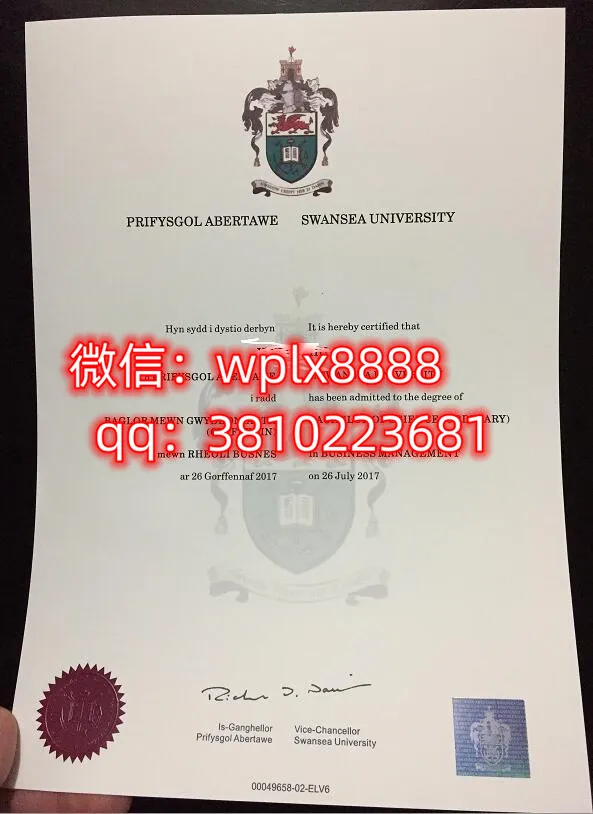 PRIFYSGOL ABERTAWE SWANSEA UNIVERSITY
Hyn sydd i dystio derbyn It is hereby certified that
微信：wplx8888
i radd has been admitted to the degree of
qq：3810223681
mewn RHEOLI BUSNES in BUSINESS MANAGEMENT
ar 26 Gorffennaf 2017 on 26 July 2017
Is-Ganghellor Vice-Chancellor
Prifysgol Abertawe Swansea University
00049658-02-ELV6